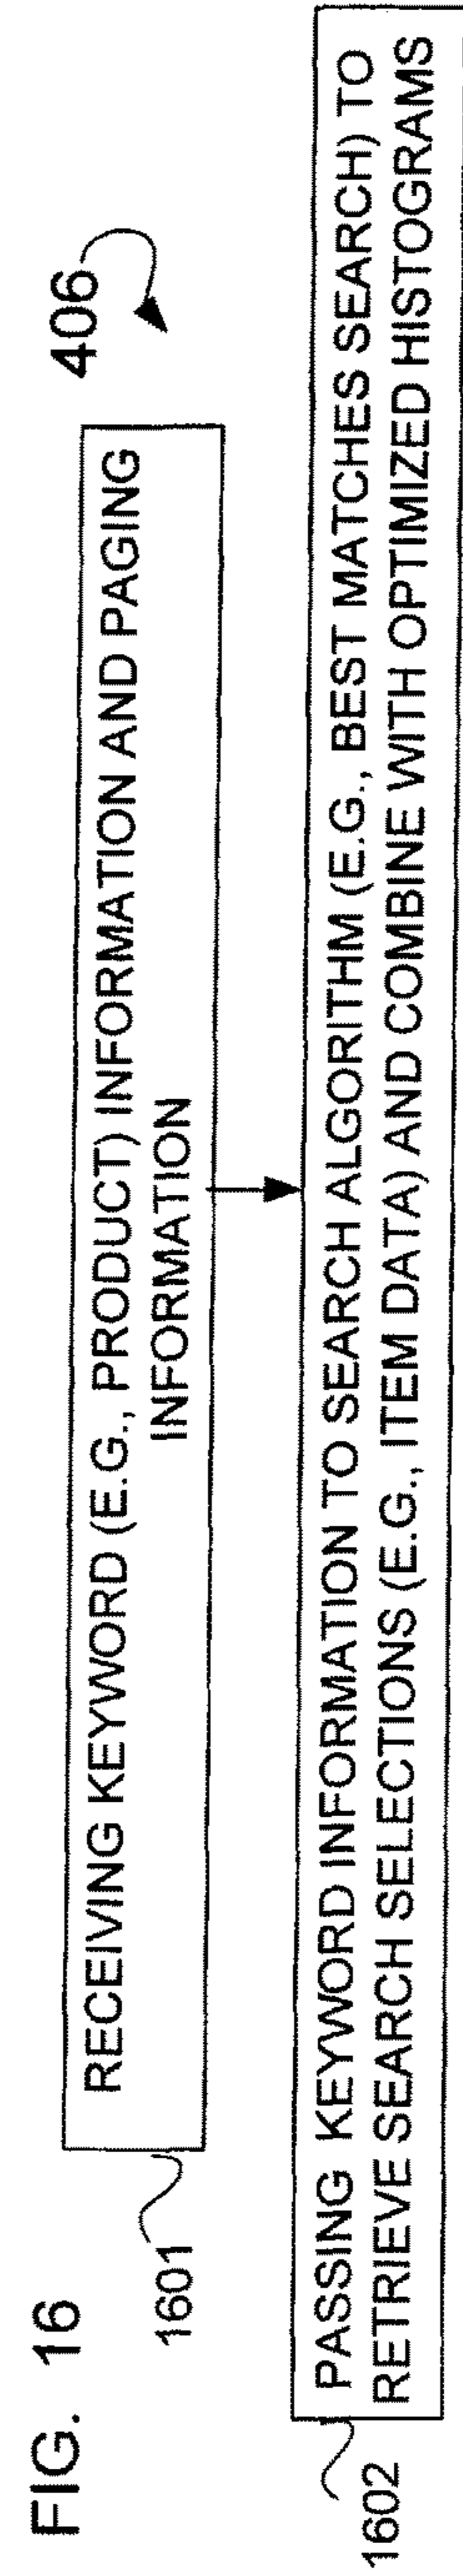 FIG. 16
406
RECEIVING KEYWORD (E.G., PRODUCT) INFORMATION AND PAGING
INFORMATION
1601
PASSING KEYWORD INFORMATION TO SEARCH ALGORITHM (E.G., BEST MATCHES SEARCH) TO
RETRIEVE SEARCH SELECTIONS (E.G., ITEM DATA) AND COMBINE WITH OPTIMIZED HISTOGRAMS
1602